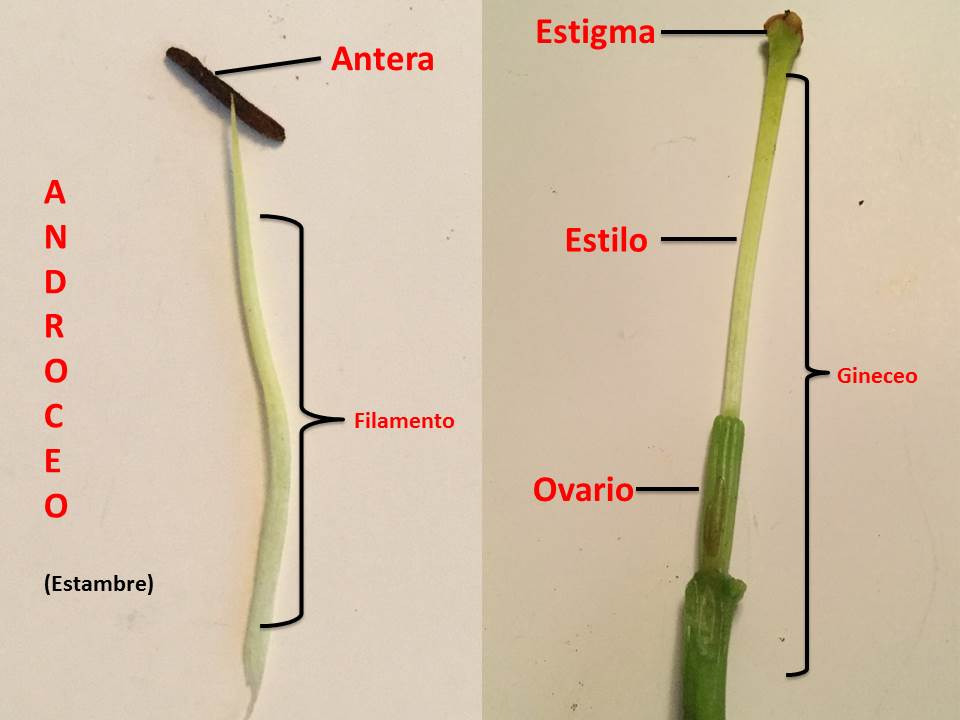 Antera
A
N
D
R
O
C
E
O
Filamento
(Estambre)
Estigma
Estilo
Gineceo
Ovario